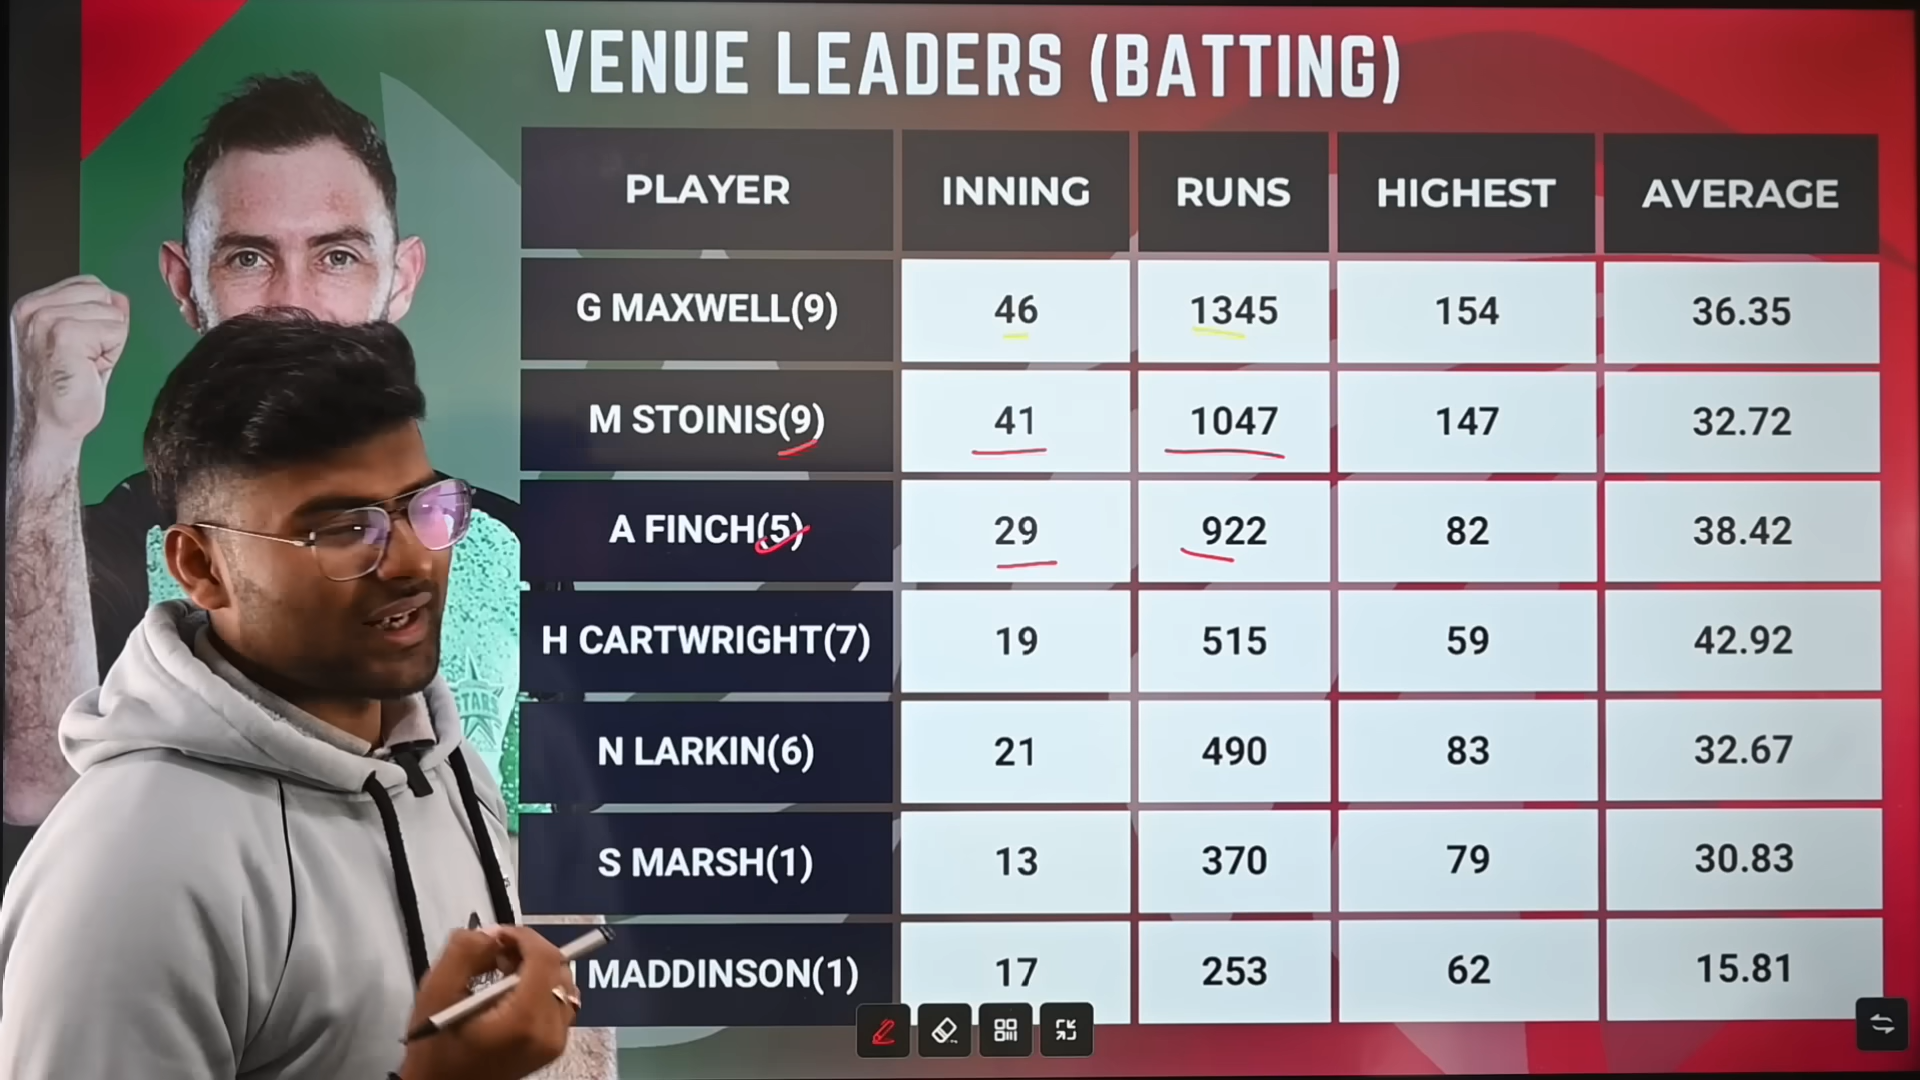 VENUE LEADERS (BATTING)
PLAYER INNING RUNS HIGHEST AVERAGE
G MAXWELL(9) 46 1345 154 36.35
M STOINIS(9) 41 1047 147 32.72
A FINCH(5) 29 922 82 38.42
H CARTWRIGHT(7) 19 515 59 42.92
N LARKIN(6) 21 490 83 32.67
S MARSH(1) 13 370 79 30.83
MADDINSON(1) 17 253 62 15.81
STARS